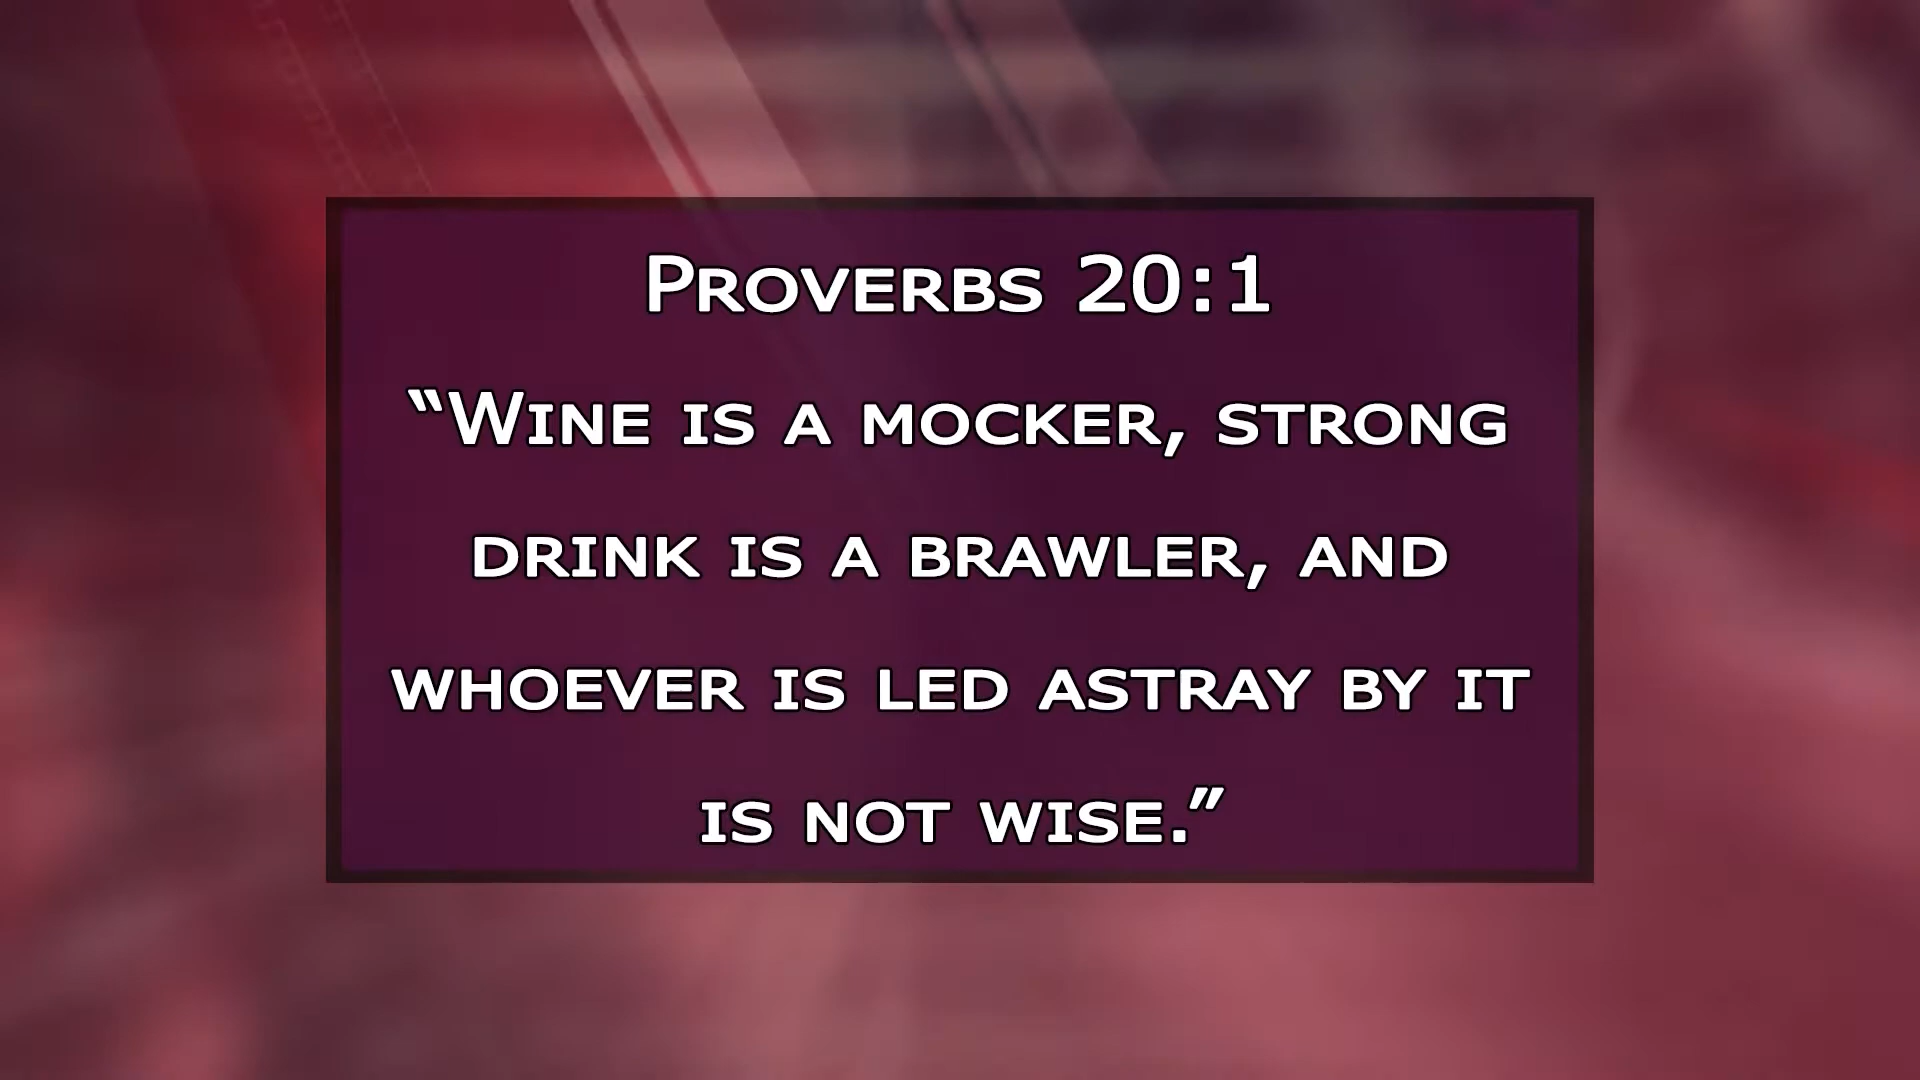 Proverbs 20:1
“Wine is a mocker, strong
drink is a brawler, and
whoever is led astray by it
is not wise.”